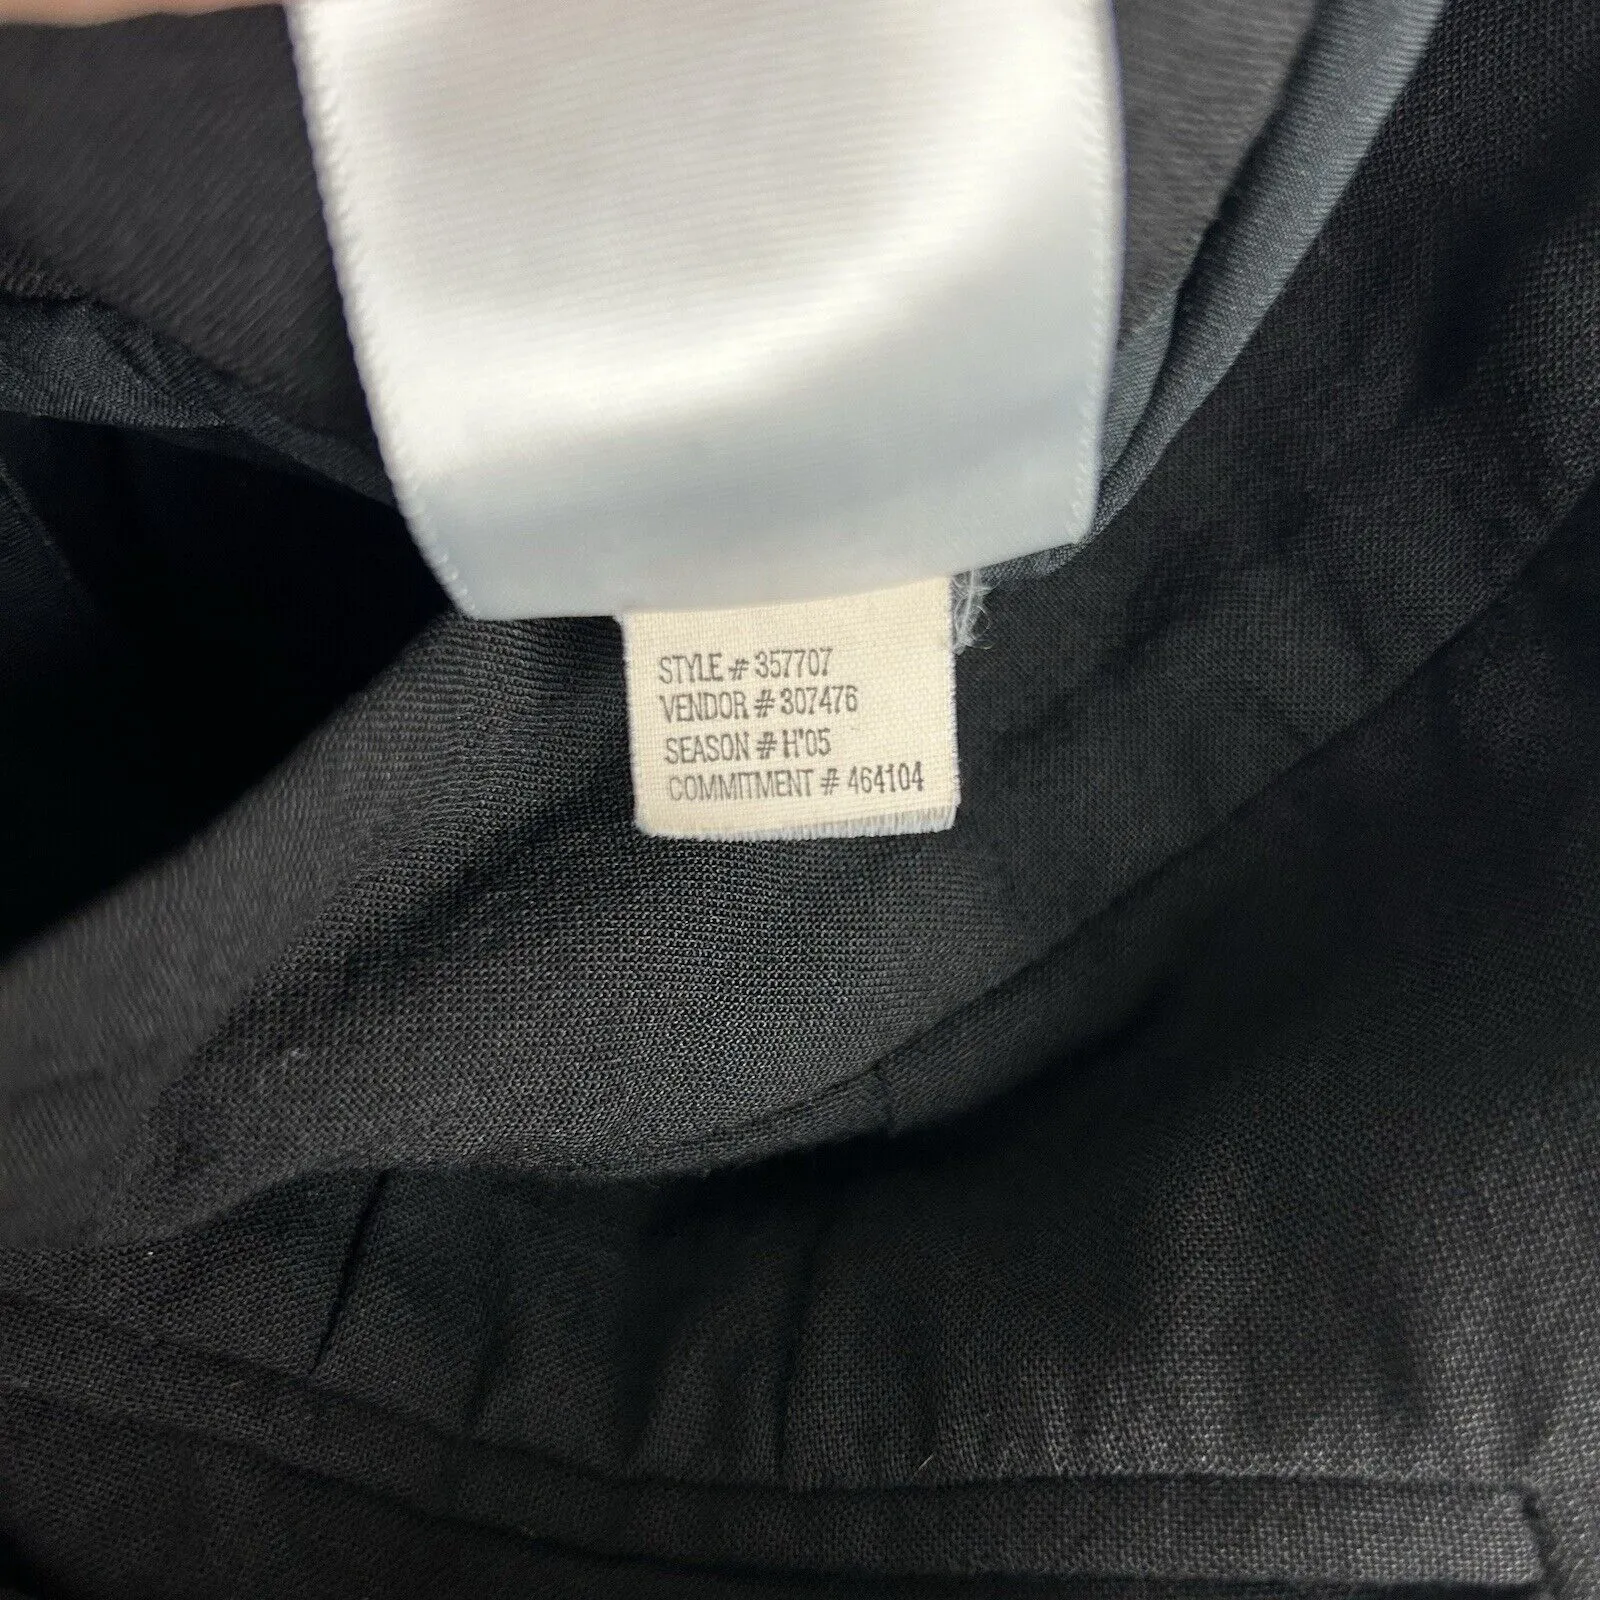 STYLE # 357707
VENDOR # 307476
SEASON # H'05
COMMITMENT # 464104